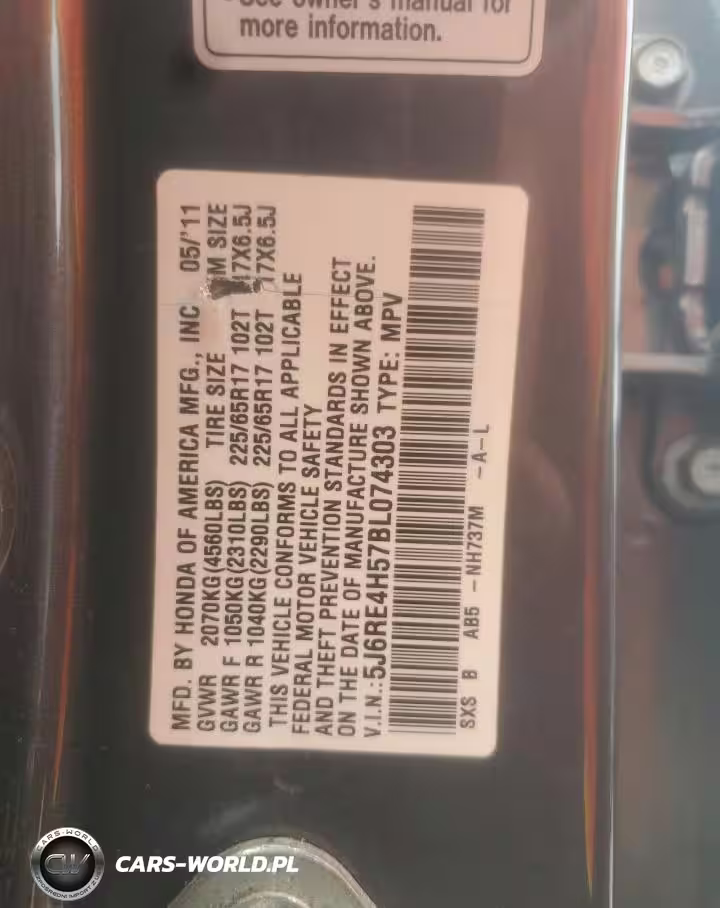 See owner's manual for
more information.
MFD. BY HONDA OF AMERICA MFG., INC 05/'11
GVWR 2070KG(4560LBS) TIRE SIZE SIZE
GAWR F 1050KG(2310LBS) 225/65R17 102T 17X6.5J
GAWR R 1040KG(2290LBS) 225/65R17 102T 17X6.5J
THIS VEHICLE CONFORMS TO ALL APPLICABLE
FEDERAL MOTOR VEHICLE SAFETY
AND THEFT PREVENTION STANDARDS IN EFFECT
ON THE DATE OF MANUFACTURE SHOWN ABOVE.
V.I.N.:5J6RE4H57BL074303 TYPE: MPV
SXS B AB5 -NH737M -A-L
CARS-WORLD
CW
CARS-WORLD.PL